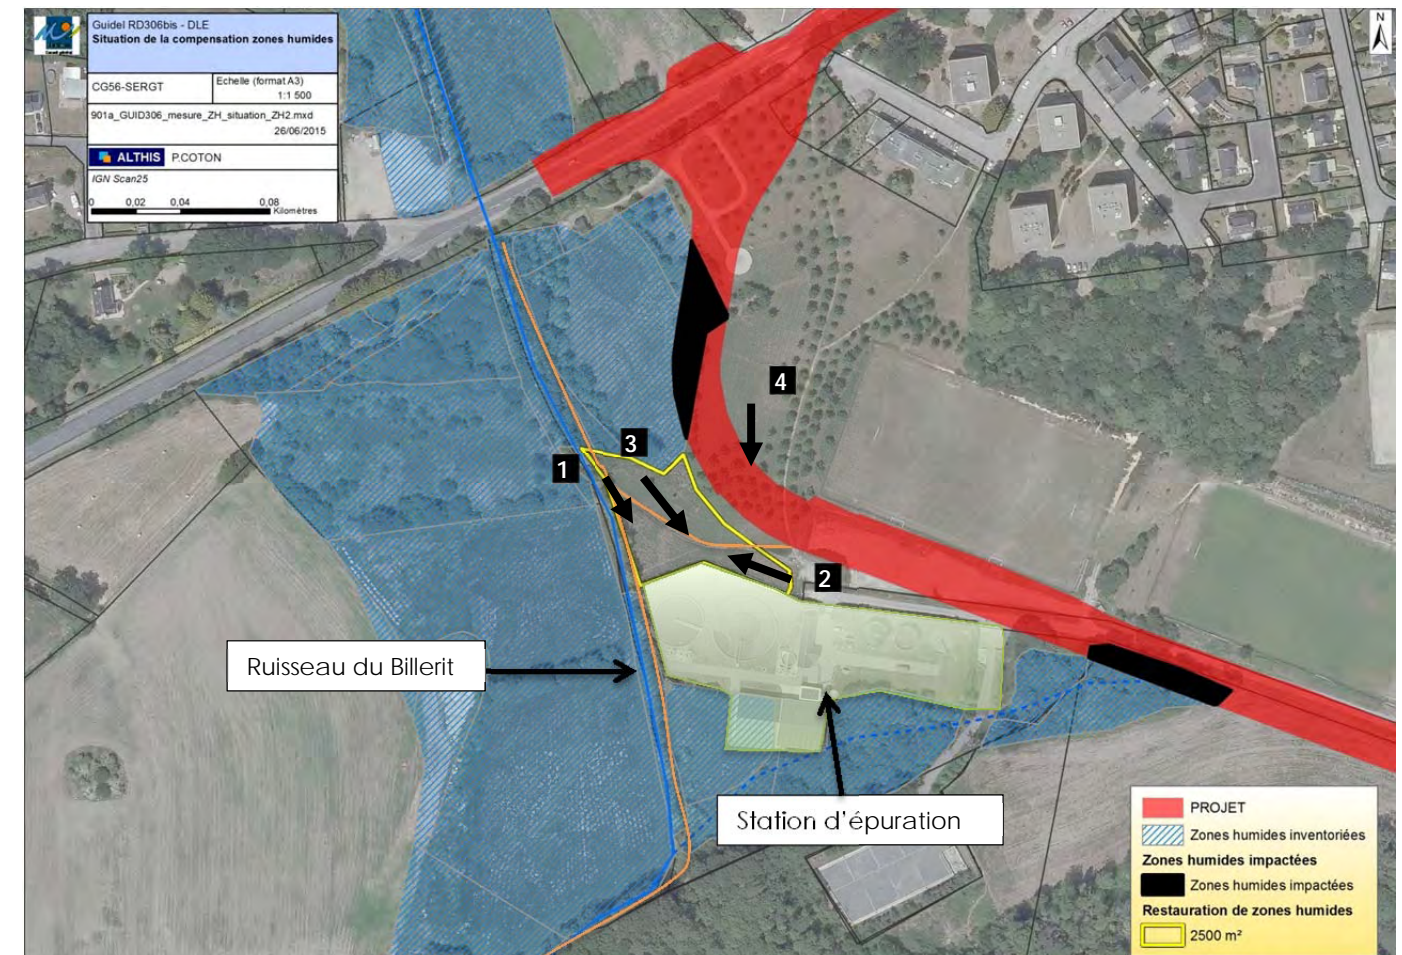 Guidel RD306bis - DLE
Situation de la compensation zones humides
CG56-SERGT
Echelle (format A3)
1:1 500
901a_GUID306_mesure_ZH_situation_ZH2.mxd
26/06/2015
ALTHIS P.COTON
IGN Scan25
0 0,02 0,04 0,08
Kilomètres
N
4
3
1
2
Ruisseau du Billerit
Station d'épuration
PROJET
Zones humides inventoriées
Zones humides impactées
Zones humides impactées
Restauration de zones humides
2500 m²